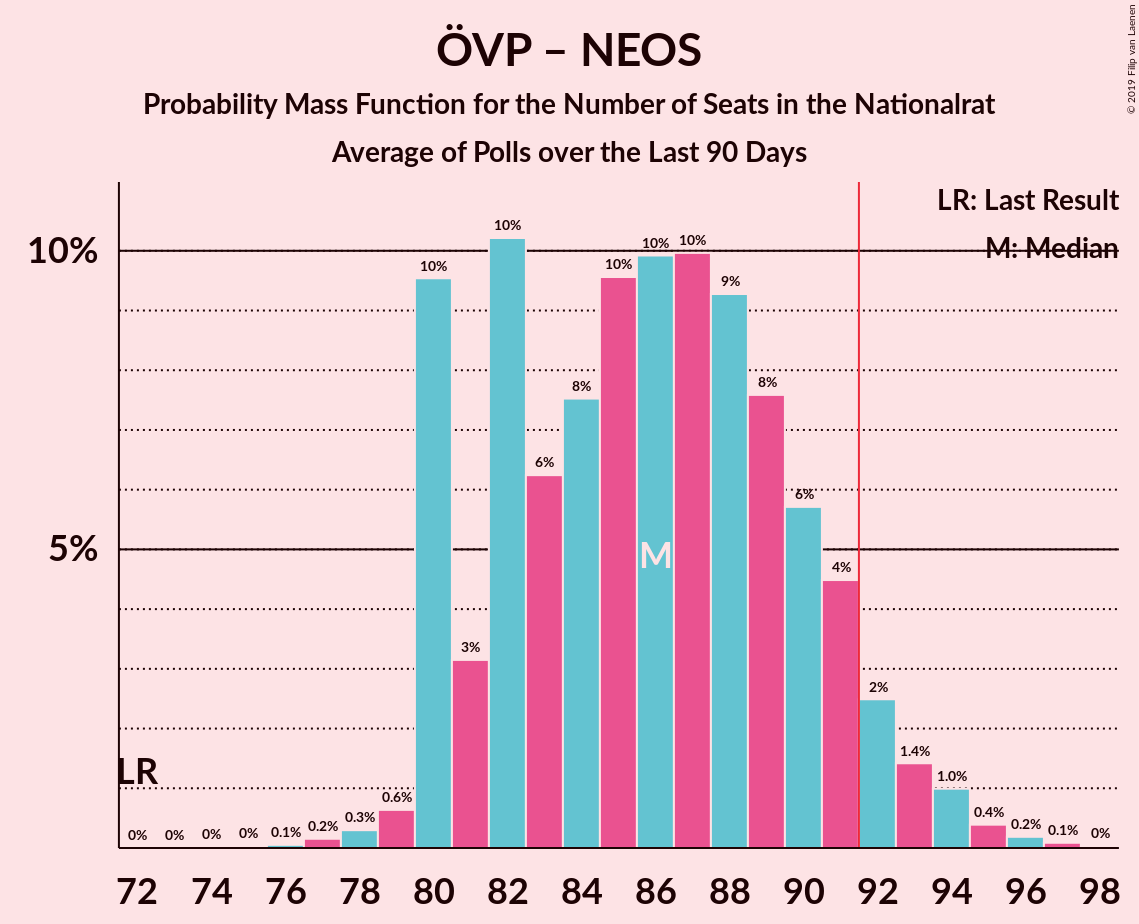 ÖVP – NEOS
Probability Mass Function for the Number of Seats in the Nationalrat
Average of Polls over the Last 90 Days
© 2019 Filip van Laenen
LR: Last Result
M: Median
10%
5%
0% 0% 0% 0% 0.1% 0.2% 0.3% 0.6% 10% 3% 10% 6% 8% 10% 10% 10% 9% 8% 6% 4% 2% 1.4% 1.0% 0.4% 0.2% 0.1% 0%
M
LR
72 74 76 78 80 82 84 86 88 90 92 94 96 98